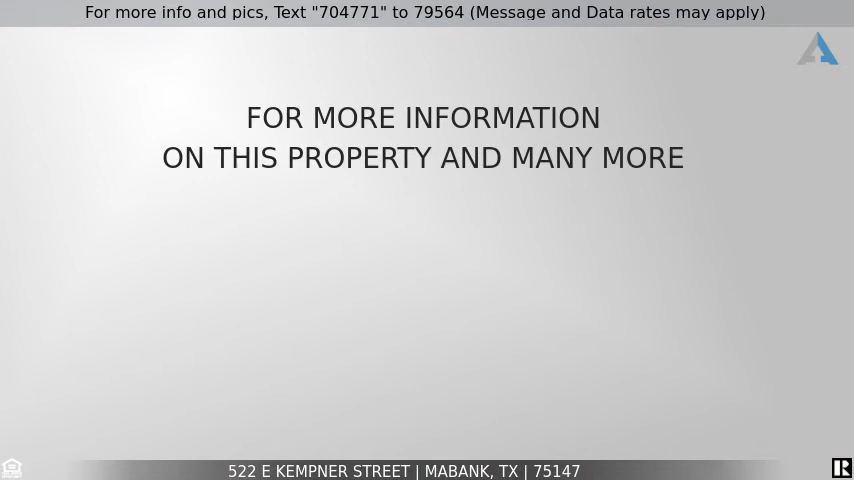 For more info and pics, Text "704771" to 79564 (Message and Data rates may apply)
FOR MORE INFORMATION
ON THIS PROPERTY AND MANY MORE
522 E KEMPNER STREET | MABANK, TX | 75147